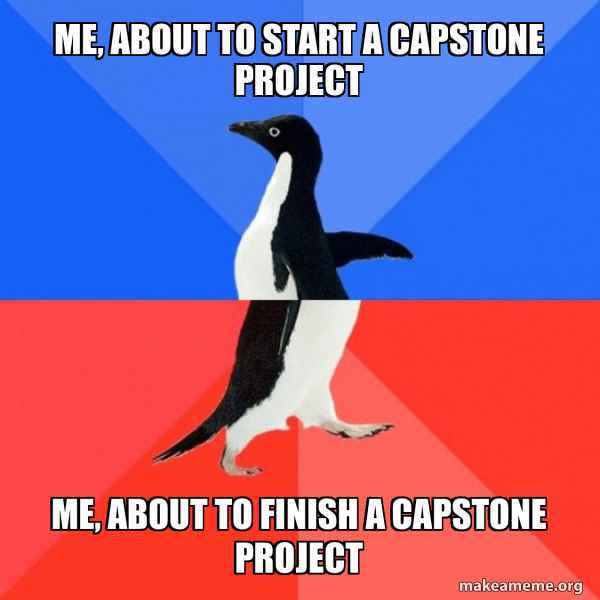 ME, ABOUT TO START A CAPSTONE
PROJECT
ME, ABOUT TO FINISH A CAPSTONE
PROJECT
makeameme.org